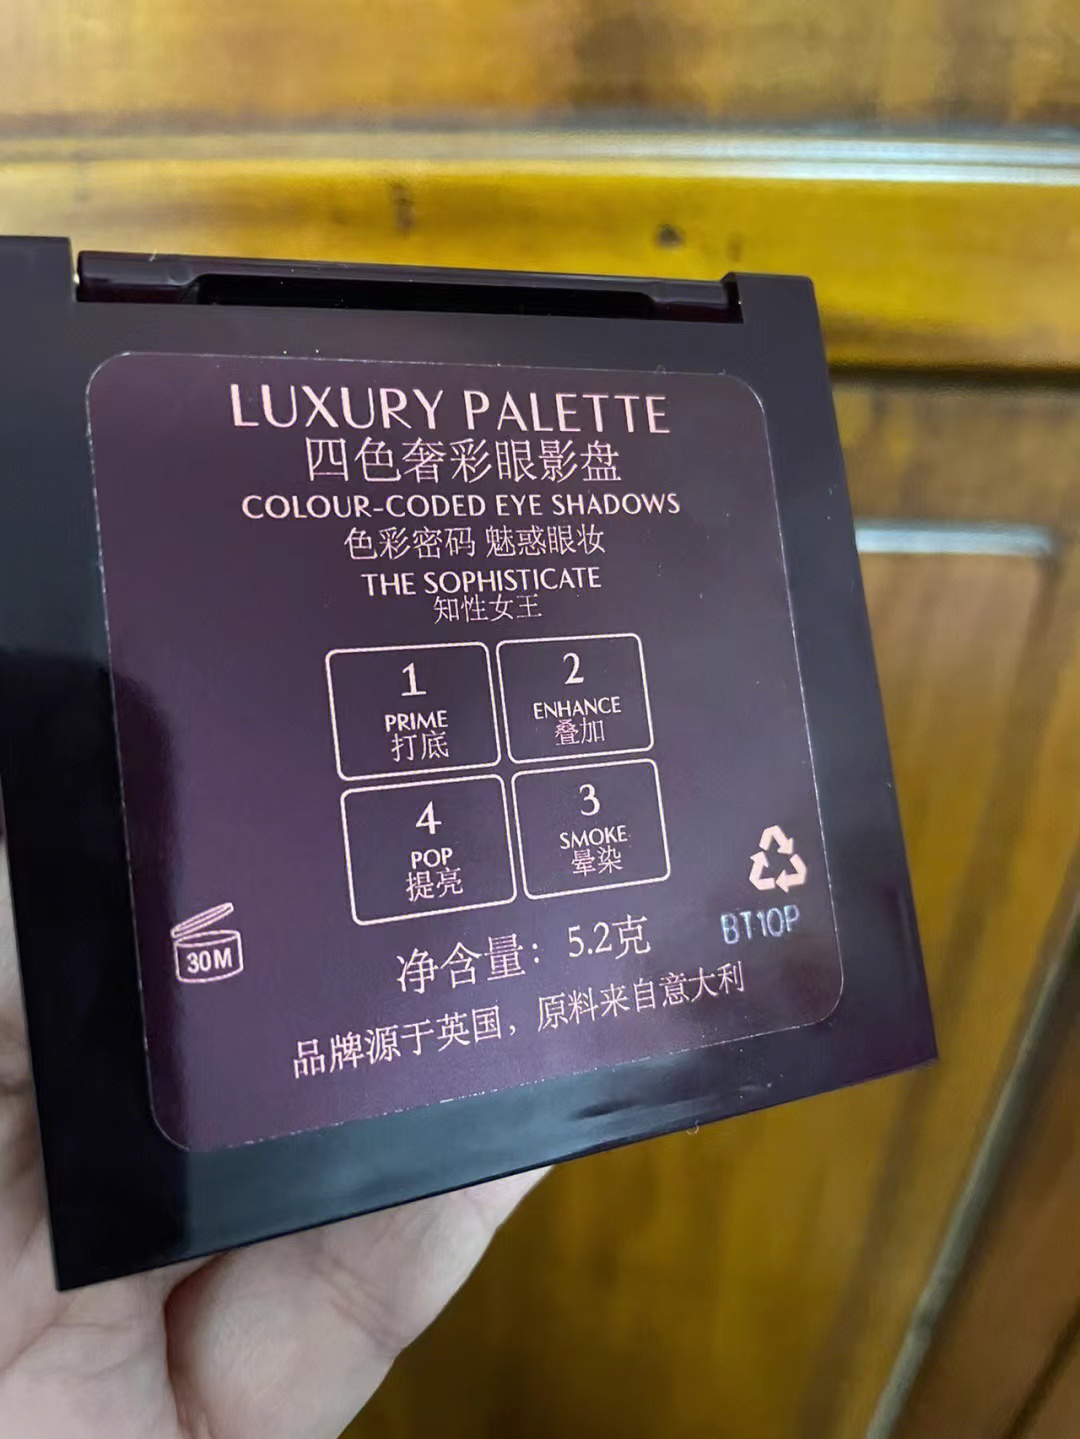 LUXURY PALETTE
四色奢彩眼影盘
COLOUR-CODED EYE SHADOWS
色彩密码 魅惑眼妆
THE SOPHISTICATE
知性女王
1
PRIME
打底
2
ENHANCE
叠加
4
POP
提亮
3
SMOKE
晕染
30M
BT10P
净含量：5.2克
品牌源于英国，原料来自意大利